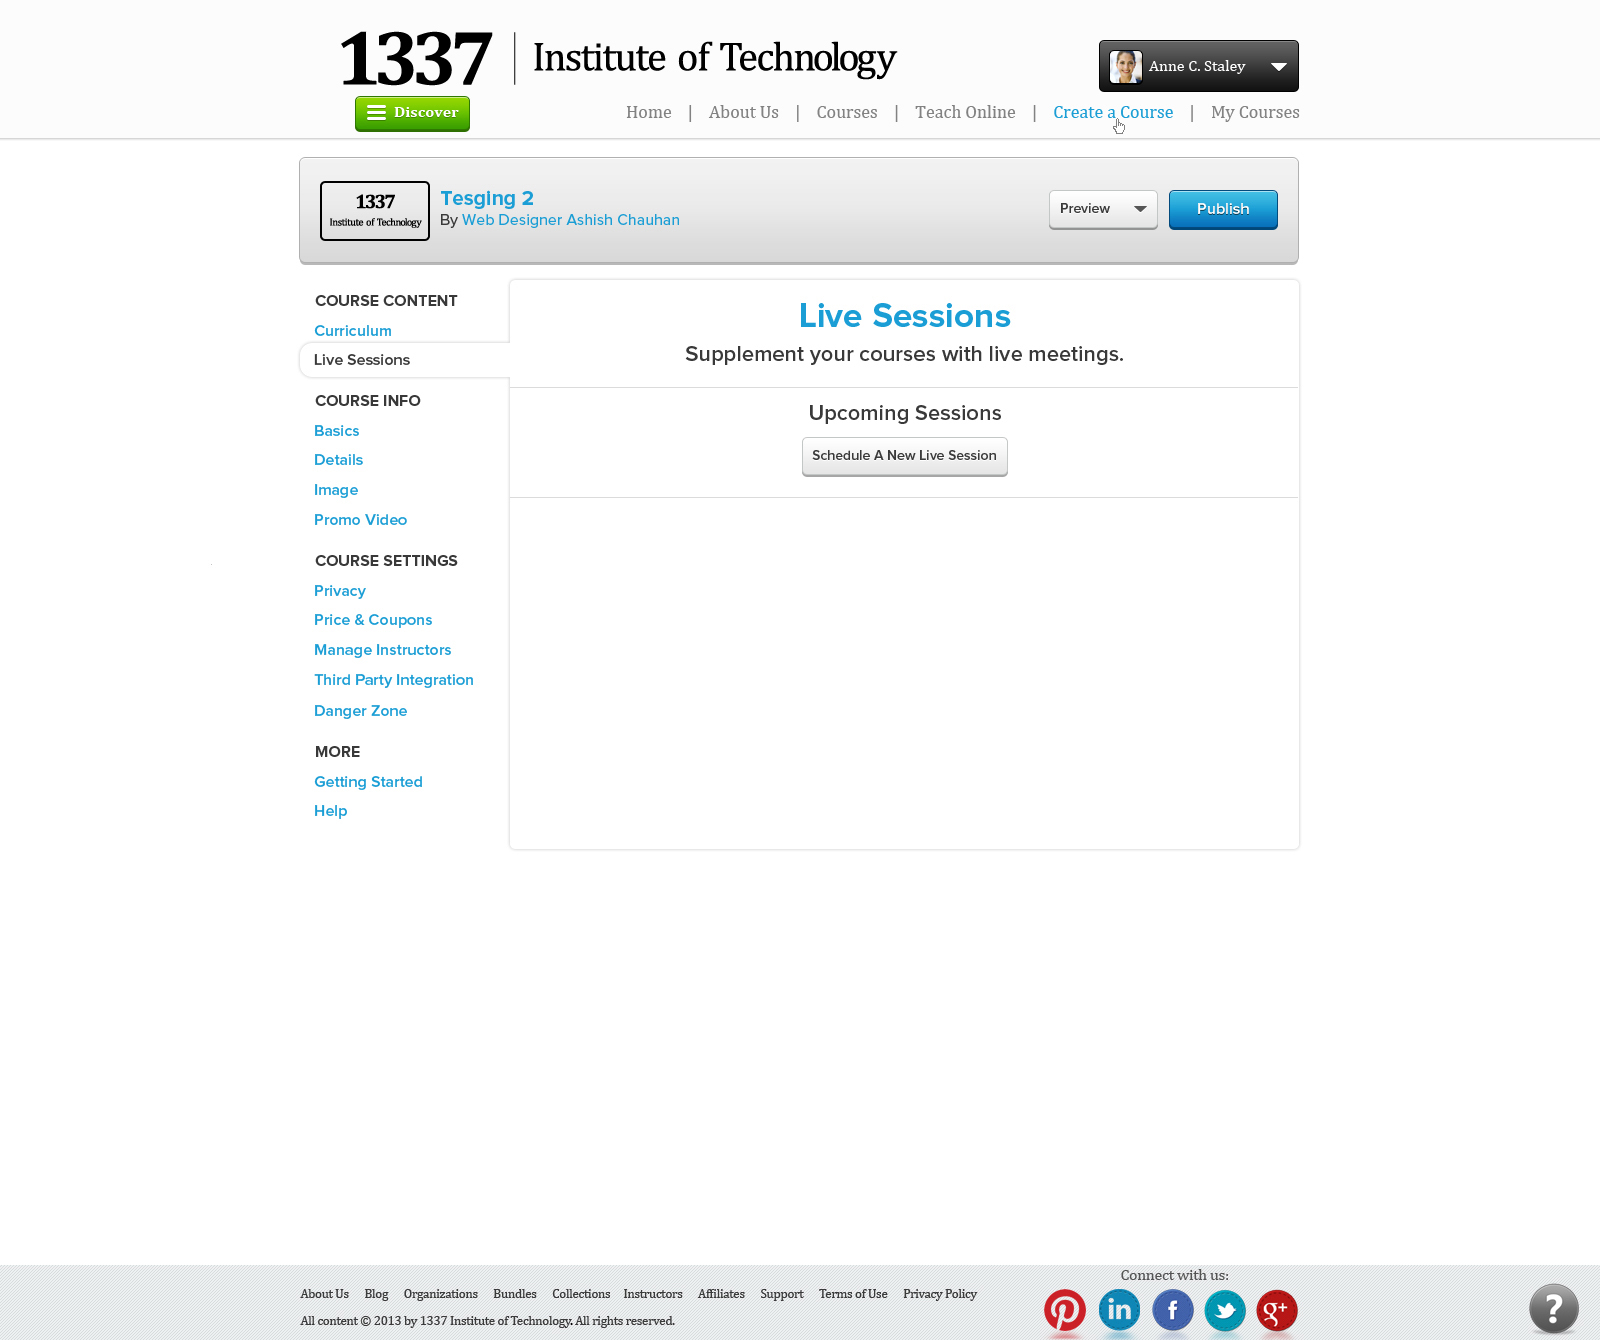 1337 | Institute of Technology
Anne C. Staley
Discover
Home | About Us | Courses | Teach Online | Create a Course | My Courses
1337
Institute of Technology
Tesging 2
By Web Designer Ashish Chauhan
Preview
Publish
COURSE CONTENT
Curriculum
Live Sessions
COURSE INFO
Basics
Details
Image
Promo Video
COURSE SETTINGS
Privacy
Price & Coupons
Manage Instructors
Third Party Integration
Danger Zone
MORE
Getting Started
Help
Live Sessions
Supplement your courses with live meetings.
Upcoming Sessions
Schedule A New Live Session
About Us Blog Organizations Bundles Collections Instructors Affiliates Support Terms of Use Privacy Policy
All content © 2013 by 1337 Institute of Technology. All rights reserved.
Connect with us:
in
f
g+
?